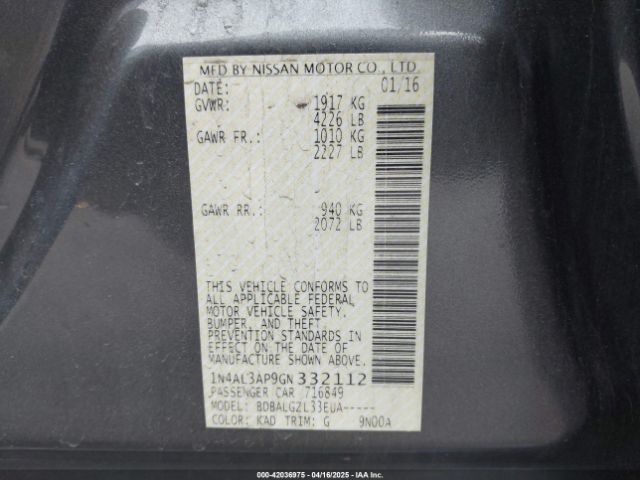 MFD BY NISSAN MOTOR CO., LTD
DATE: 01/16
GVWR: 1917 KG
4226 LB
GAWR FR.: 1010 KG
2227 LB
GAWR RR.: 940 KG
2072 LB
THIS VEHICLE CONFORMS TO
ALL APPLICABLE FEDERAL
MOTOR VEHICLE SAFETY,
BUMPER, AND THEFT
PREVENTION STANDARDS IN
EFFECT ON THE DATE OF
MANUFACTURE SHOWN ABOVE.
1N4AL3AP9GN332112
PASSENGER CAR 716849
MODEL: BDBALGZL33EUA-----
COLOR: KAD TRIM: G 9N00A
000-42036975 - 04/16/2025 - IAA